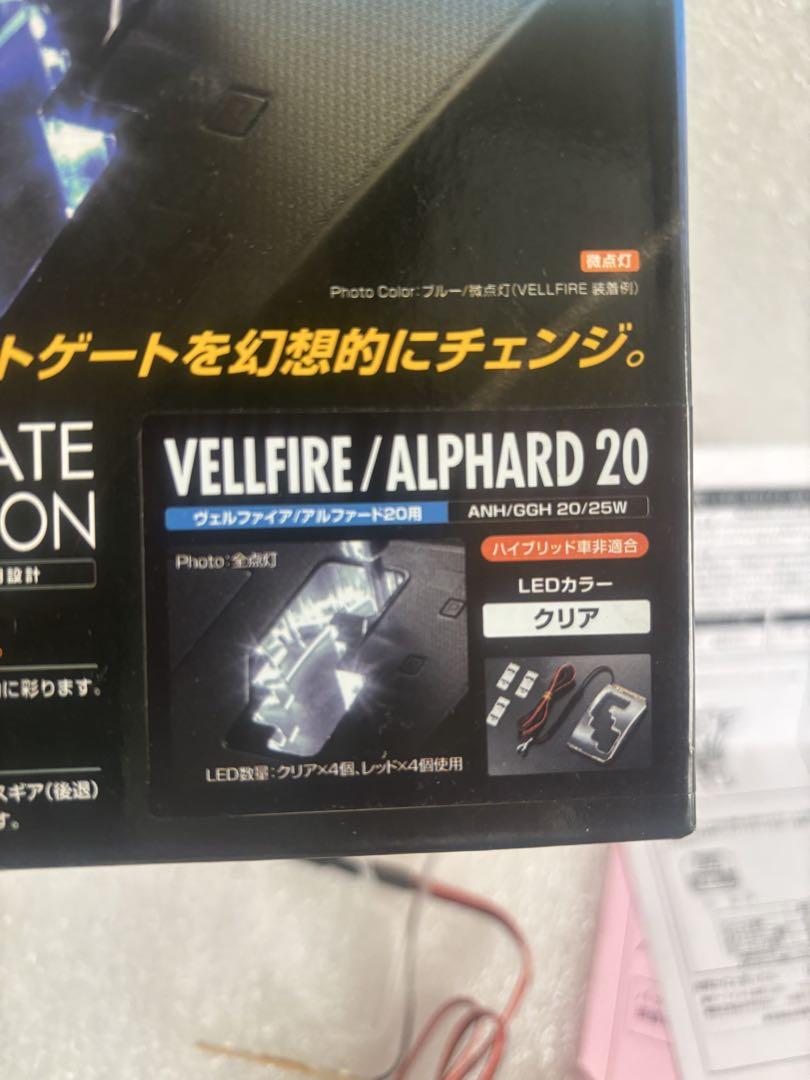 微点灯
Photo Color:ブルー/微点灯(VELLFIRE 装着例)
トゲートを幻想的にチェンジ。
ATE
ON
設計
VELLFIRE / ALPHARD 20
ヴェルファイア/アルファード20用
ANH/GGH 20/25W
Photo:全点灯
ハイブリッド車非適合
LEDカラー
クリア
LED数量:クリア×4個、レッド×4個使用
に彩ります。
スギア(後退)
す。